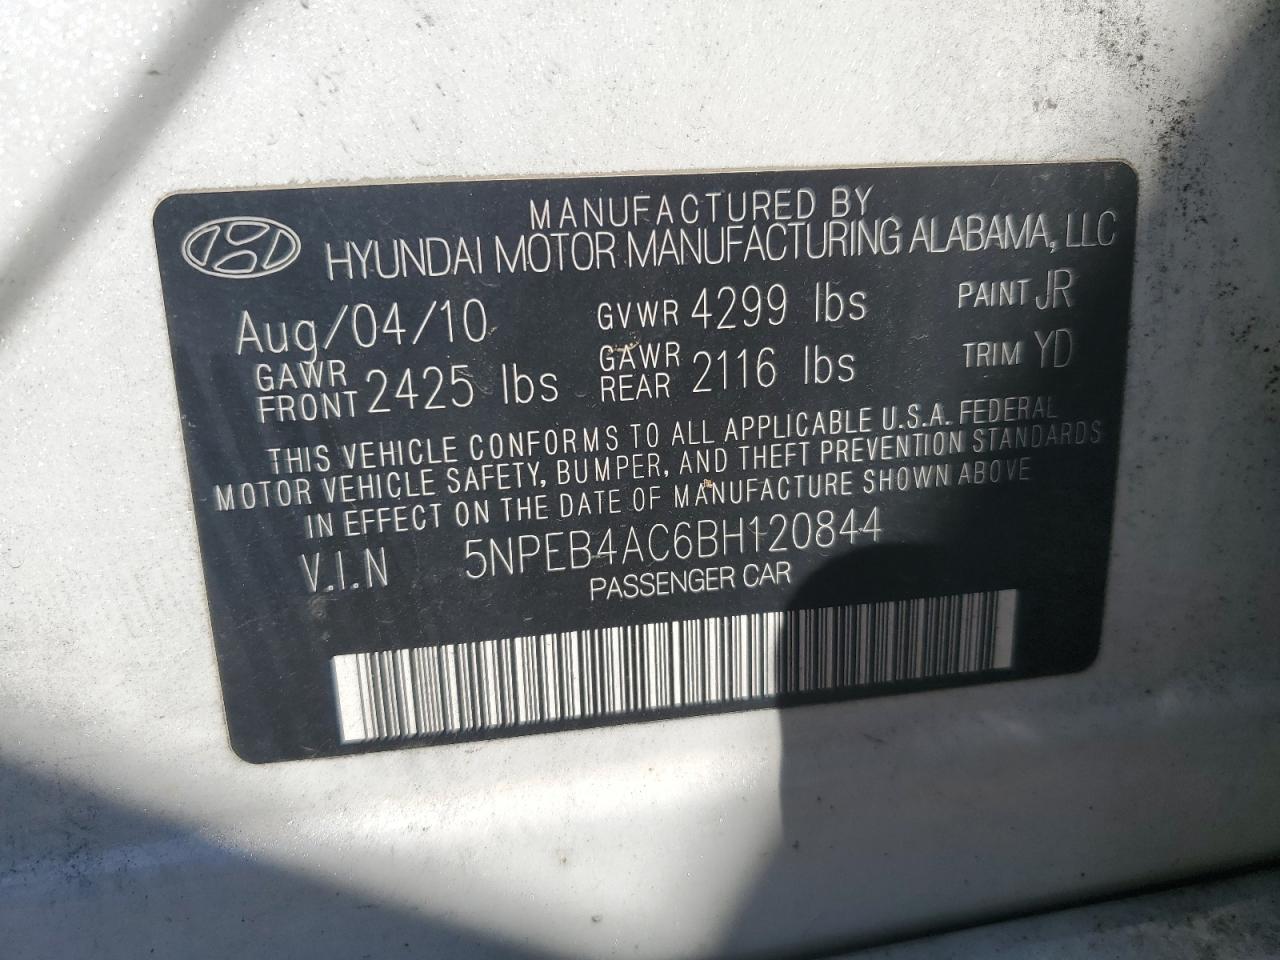 MANUFACTURED BY
HYUNDAI MOTOR MANUFACTURING ALABAMA, LLC
Aug/04/10 GVWR 4299 lbs PAINT JR
GAWR FRONT 2425 lbs GAWR REAR 2116 lbs TRIM YD
THIS VEHICLE CONFORMS TO ALL APPLICABLE U.S.A. FEDERAL
MOTOR VEHICLE SAFETY, BUMPER, AND THEFT PREVENTION STANDARDS
IN EFFECT ON THE DATE OF MANUFACTURE SHOWN ABOVE
V.I.N 5NPEB4AC6BH120844
PASSENGER CAR